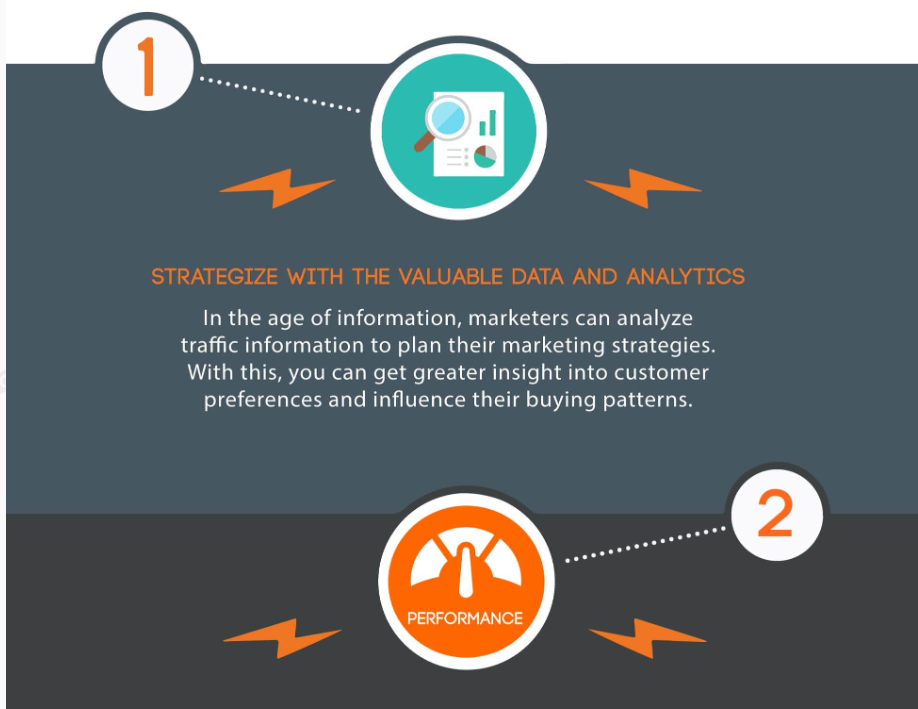 1
STRATEGIZE WITH THE VALUABLE DATA AND ANALYTICS
In the age of information, marketers can analyze
traffic information to plan their marketing strategies.
With this, you can get greater insight into customer
preferences and influence their buying patterns.
2
PERFORMANCE